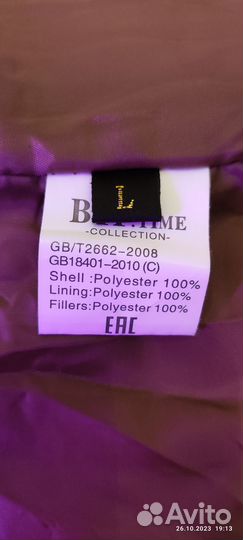 L
TIME
-COLLECTION-
GB/T2662-2008
GB18401-2010 (C)
Shell :Polyester 100%
Lining:Polyester 100%
Fillers:Polyester 100%
EAC
Avito
26.10.2023 19:13